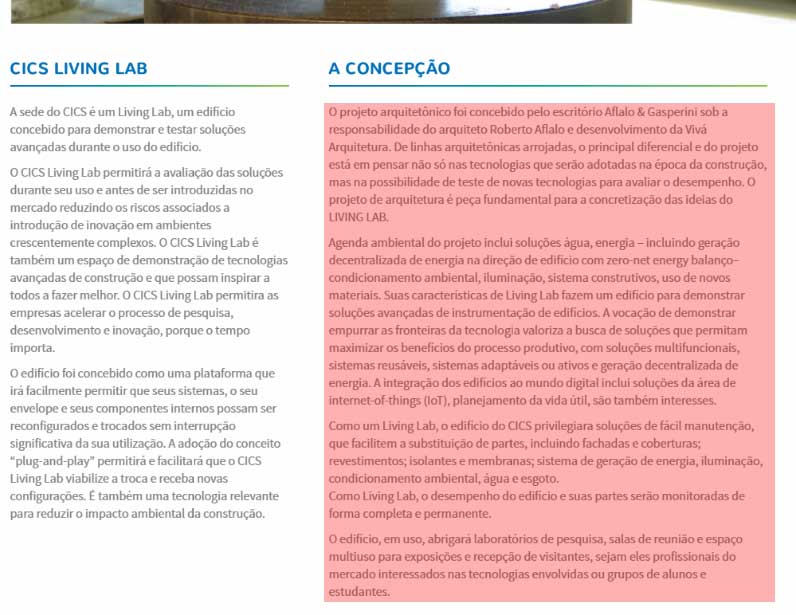 CICS LIVING LAB
A sede do CICS é um Living Lab, um edifício
concebido para demonstrar e testar soluções
avançadas durante o uso do edifício.
O CICS Living Lab permitirá a avaliação das soluções
durante seu uso e antes de ser introduzidas no
mercado reduzindo os riscos associados a
introdução de inovação em ambientes
crescentemente complexos. O CICS Living Lab é
também um espaço de demonstração de tecnologias
avançadas de construção e que possam inspirar a
todos a fazer melhor. O CICS Living Lab permitira as
empresas acelerar o processo de pesquisa,
desenvolvimento e inovação, porque o tempo
importa.
O edifício foi concebido como uma plataforma que
irá facilmente permitir que seus sistemas, o seu
envelope e seus componentes internos possam ser
reconfigurados e trocados sem interrupção
significativa da sua utilização. A adoção do conceito
“plug-and-play” permitirá e facilitará que o CICS
Living Lab viabilize a troca e receba novas
configurações. É também uma tecnologia relevante
para reduzir o impacto ambiental da construção.
A CONCEPÇÃO
O projeto arquitetônico foi concebido pelo escritório Aflalo & Gasperini sob a
responsabilidade do arquiteto Roberto Aflalo e desenvolvimento da Vivá
Arquitetura. De linhas arquitetônicas arrojadas, o principal diferencial e do projeto
está em pensar não só nas tecnologias que serão adotadas na época da construção,
mas na possibilidade de teste de novas tecnologias para avaliar o desempenho. O
projeto de arquitetura é peça fundamental para a concretização das ideias do
LIVING LAB.
Agenda ambiental do projeto inclui soluções água, energia – incluindo geração
decentralizada de energia na direção de edifício com zero-net energy balanço–
condicionamento ambiental, iluminação, sistema construtivos, uso de novos
materiais. Suas características de Living Lab fazem um edifício para demonstrar
soluções avançadas de instrumentação de edifícios. A vocação de demonstrar
empurrar as fronteiras da tecnologia valoriza a busca de soluções que permitam
maximizar os benefícios do processo produtivo, com soluções multifuncionais,
sistemas reusáveis, sistemas adaptáveis ou ativos e geração decentralizada de
energia. A integração dos edifícios ao mundo digital inclui soluções da área de
internet-of-things (IoT), planejamento da vida útil, são também interesses.
Como um Living Lab, o edifício do CICS privilegiara soluções de fácil manutenção,
que facilitem a substituição de partes, incluindo fachadas e coberturas;
revestimentos; isolantes e membranas; sistema de geração de energia, iluminação,
condicionamento ambiental, água e esgoto.
Como Living Lab, o desempenho do edifício e suas partes serão monitoradas de
forma completa e permanente.
O edifício, em uso, abrigará laboratórios de pesquisa, salas de reunião e espaço
multiuso para exposições e recepção de visitantes, sejam eles profissionais do
mercado interessados nas tecnologias envolvidas ou grupos de alunos e
estudantes.